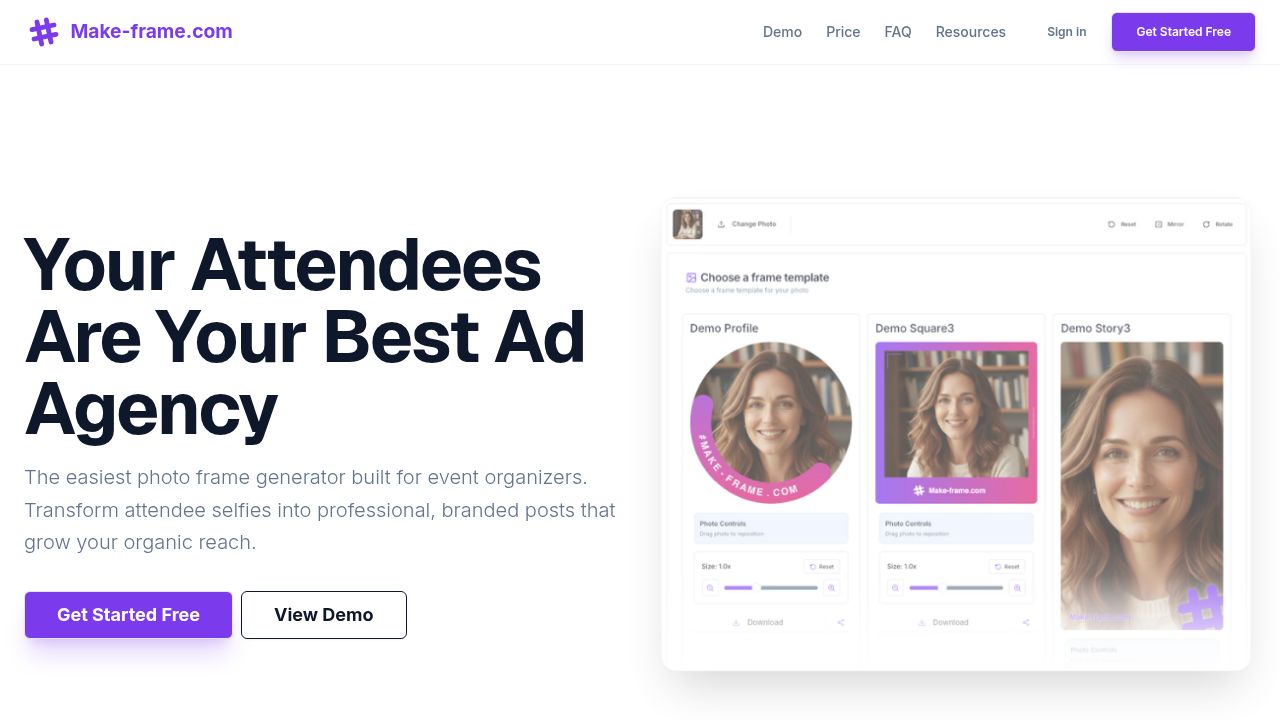 Make-frame.com
Demo
Price
FAQ
Resources
Sign in
Get Started Free
Your Attendees
Are Your Best Ad
Agency
The easiest photo frame generator built for event organizers.
Transform attendee selfies into professional, branded posts that
grow your organic reach.
Get Started Free
View Demo
Change Photo
Reset
Mirror
Rotate
Choose a frame template
Choose a frame template for your photo
Demo Profile
Demo Square3
Demo Story3
#MAKE-FRAME.COM
Make-frame.com
Make-frame.com
Photo Controls
Drag photo to reposition
Photo Controls
Drag photo to reposition
Size: 1.0x
Reset
Size: 1.0x
Reset
Download
Download
Photo Controls